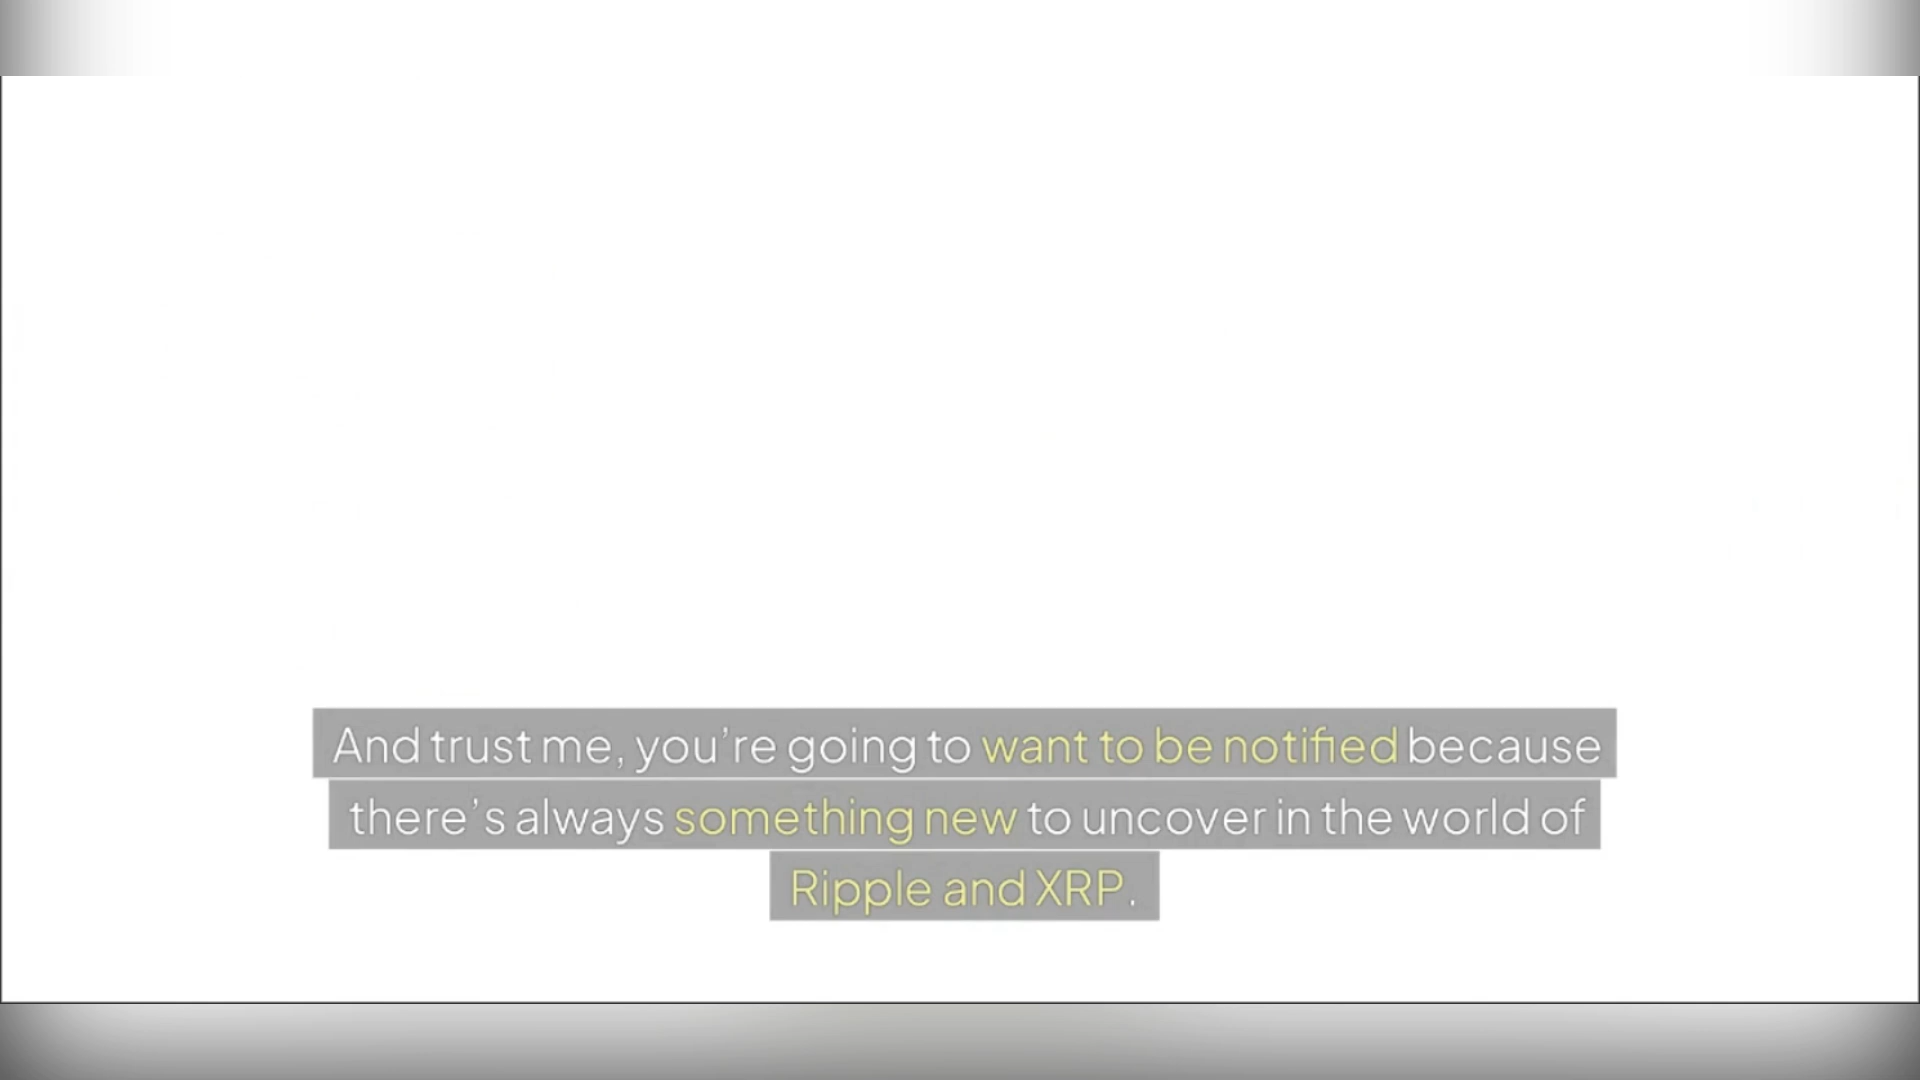 And trust me, you’re going to want to be notified because
there’s always something new to uncover in the world of
Ripple and XRP.